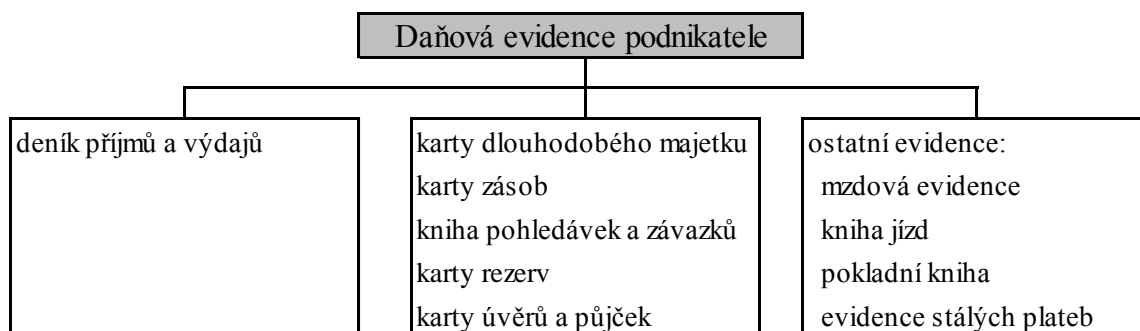 Daňová evidence podnikatele
deník příjmů a výdajů
karty dlouhodobého majetku
karty zásob
kniha pohledávek a závazků
karty rezerv
karty úvěrů a půjček
ostatní evidence:
mzdová evidence
kniha jízd
pokladní kniha
evidence stálých plateb